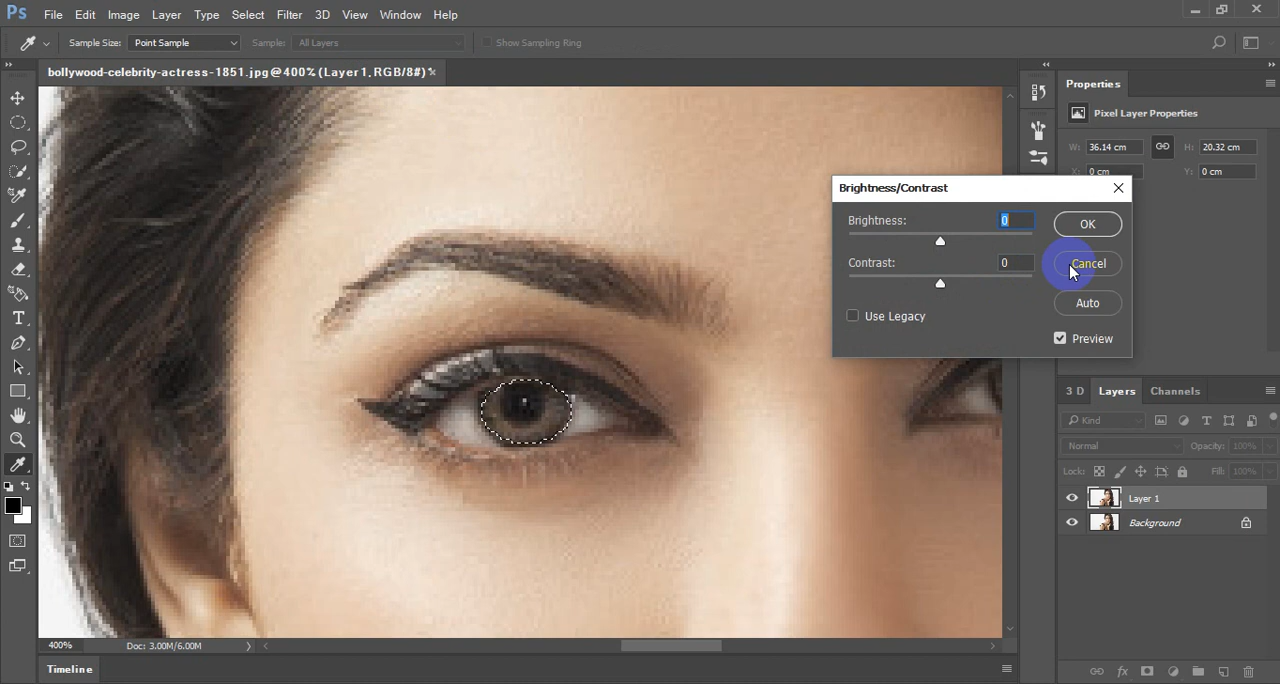 Ps File Edit Image Layer Type Select Filter 3D View Window Help
Sample Size: Point Sample Sample: All Layers Show Sampling Ring
bollywood-celebrity-actress-1851.jpg @ 400% (Layer 1, RGB/8#) *
Properties
Pixel Layer Properties
W: 36.14 cm H: 20.32 cm
X: 0 cm Y: 0 cm
Brightness/Contrast
Brightness: 0 OK
Contrast: 0 Cancel
Auto
Use Legacy
Preview
3 D Layers Channels
Kind
Normal Opacity: 100%
Lock: Fill: 100%
Layer 1
Background
400% Doc: 3.00M/6.00M
Timeline